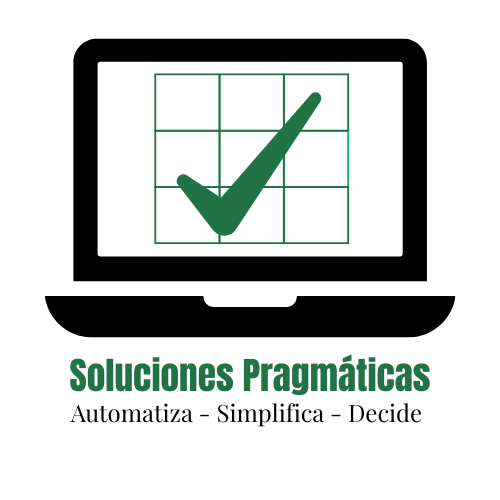 Soluciones Pragmáticas
Automatiza - Simplifica - Decide